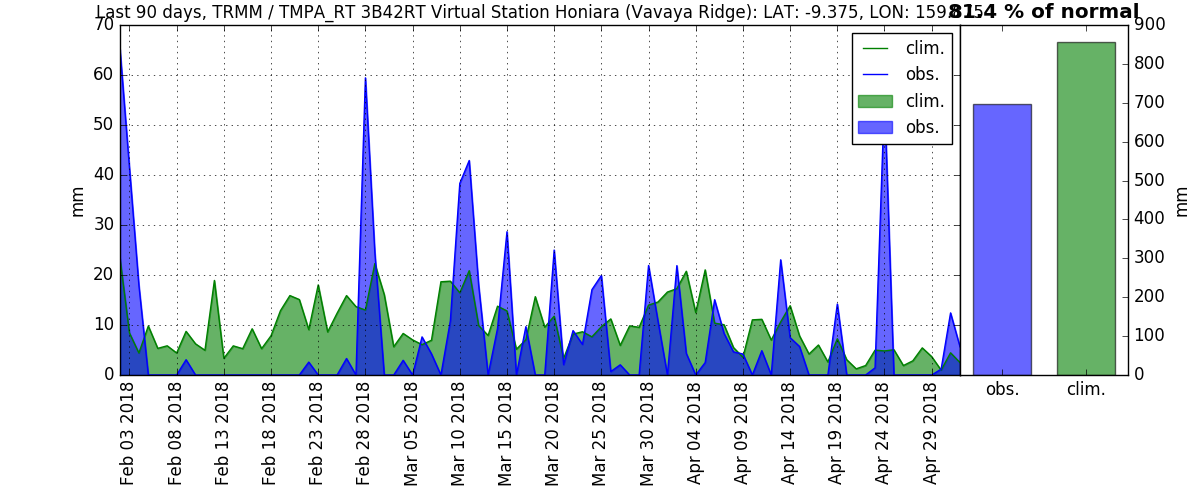 Last 90 days, TRMM / TMPA_RT 3B42RT Virtual Station Honiara (Vavaya Ridge): LAT: -9.375, LON:
81.4 % of normal
70
60
50
40
30
20
10
0
mm
clim.
obs.
clim.
obs.
900
800
700
600
500
400
300
200
100
0
mm
obs.
clim.
Feb 03 2018
Feb 08 2018
Feb 13 2018
Feb 18 2018
Feb 23 2018
Feb 28 2018
Mar 05 2018
Mar 10 2018
Mar 15 2018
Mar 20 2018
Mar 25 2018
Mar 30 2018
Apr 04 2018
Apr 09 2018
Apr 14 2018
Apr 19 2018
Apr 24 2018
Apr 29 2018